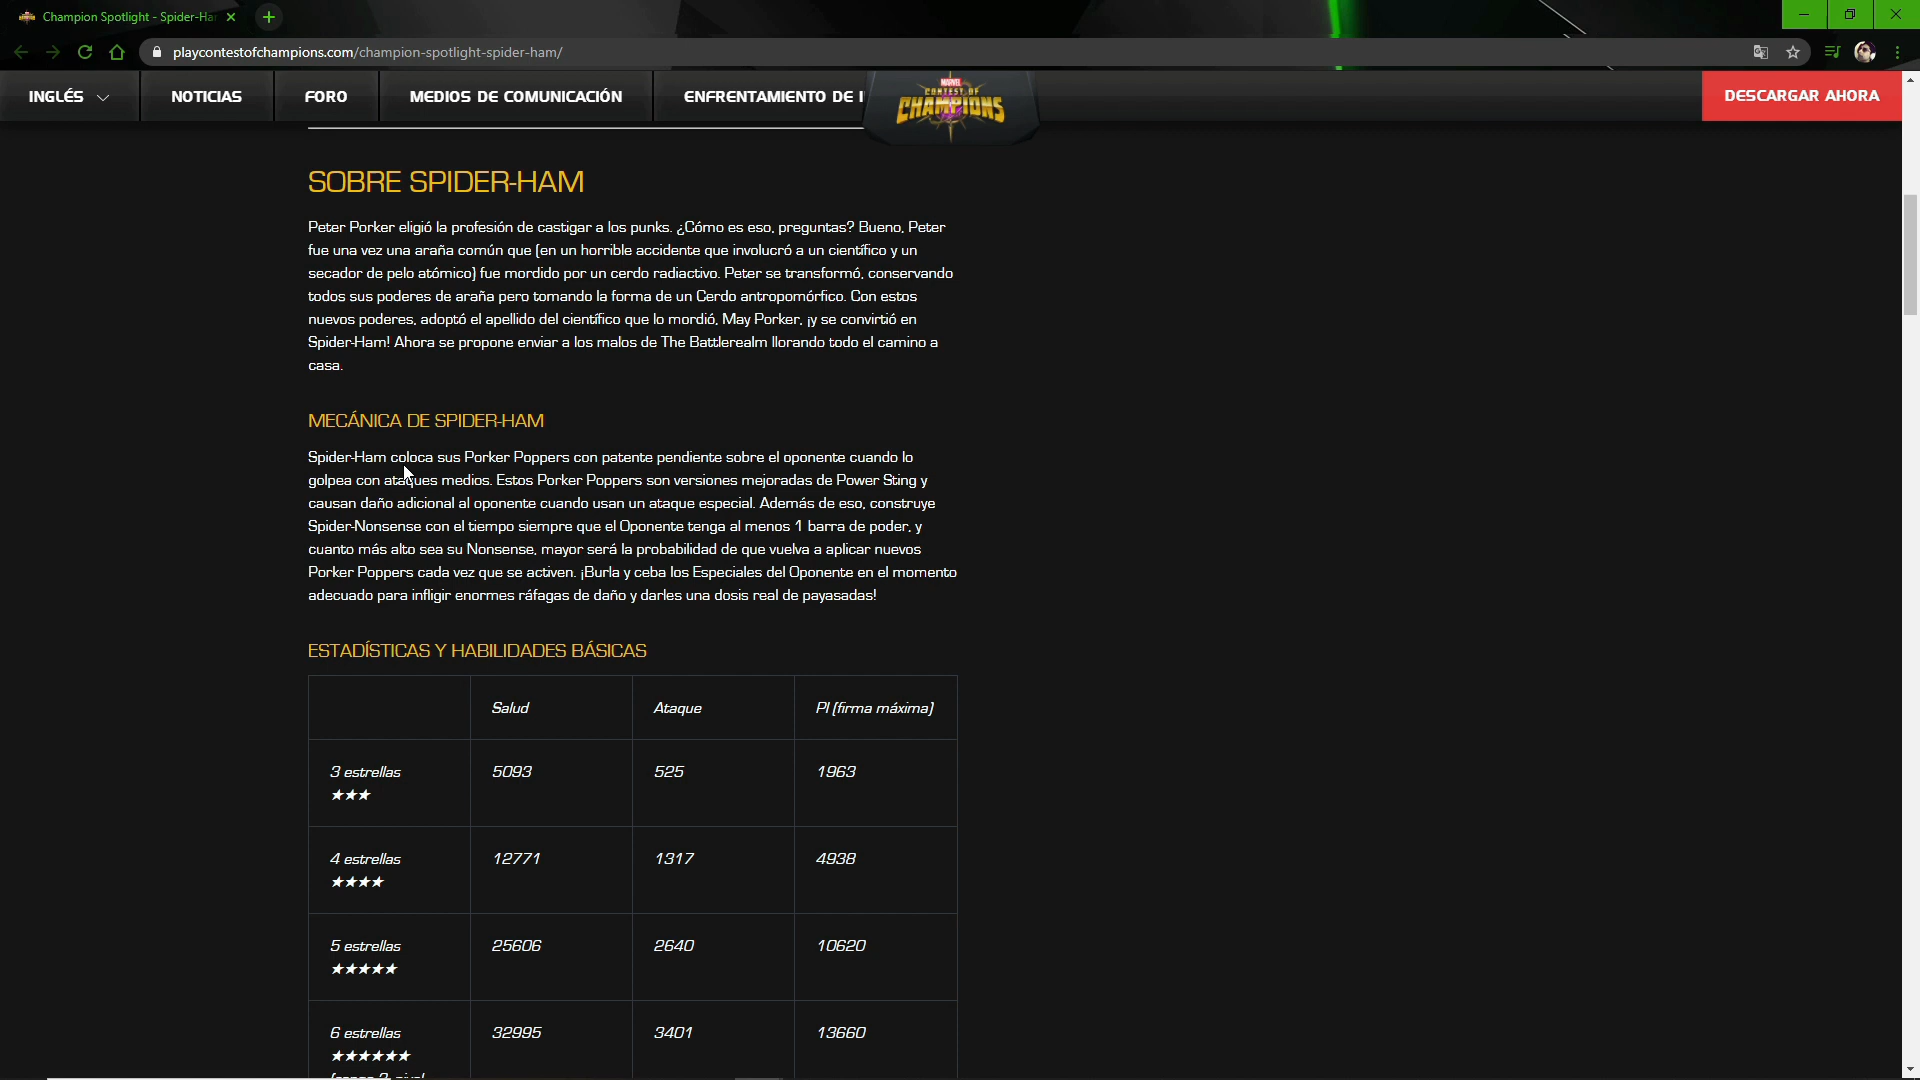 Champion Spotlight - Spider-Ha
playcontestofchampions.com/champion-spotlight-spider-ham/
INGLÉS
NOTICIAS
FORO
MEDIOS DE COMUNICACIÓN
ENFRENTAMIENTO DE
MARVEL
CONTEST OF
CHAMPIONS
DESCARGAR AHORA
SOBRE SPIDER-HAM
Peter Porker eligió la profesión de castigar a los punks. ¿Cómo es eso, preguntas? Bueno, Peter
fue una vez una araña común que (en un horrible accidente que involucró a un científico y un
secador de pelo atómico) fue mordido por un cerdo radiactivo. Peter se transformó, conservando
todos sus poderes de araña pero tomando la forma de un Cerdo antropomórfico. Con estos
nuevos poderes, adoptó el apellido del científico que lo mordió, May Porker, ¡y se convirtió en
Spider-Ham! Ahora se propone enviar a los malos de The Battlerealm llorando todo el camino a
casa.
MECÁNICA DE SPIDER-HAM
Spider-Ham coloca sus Porker Poppers con patente pendiente sobre el oponente cuando lo
golpea con ataques medios. Estos Porker Poppers son versiones mejoradas de Power Sting y
causan daño adicional al oponente cuando usan un ataque especial. Además de eso, construye
Spider-Nonsense con el tiempo siempre que el Oponente tenga al menos 1 barra de poder, y
cuanto más alto sea su Nonsense, mayor será la probabilidad de que vuelva a aplicar nuevos
Porker Poppers cada vez que se activen. ¡Burla y ceba los Especiales del Oponente en el momento
adecuado para infligir enormes ráfagas de daño y darles una dosis real de payasadas!
ESTADÍSTICAS Y HABILIDADES BÁSICAS
Salud Ataque PI (firma máxima)
3 estrellas 5093 525 1963
★★★
4 estrellas 12771 1317 4938
★★★★
5 estrellas 25606 2640 10620
★★★★★
6 estrellas 32995 3401 13660
★★★★★★